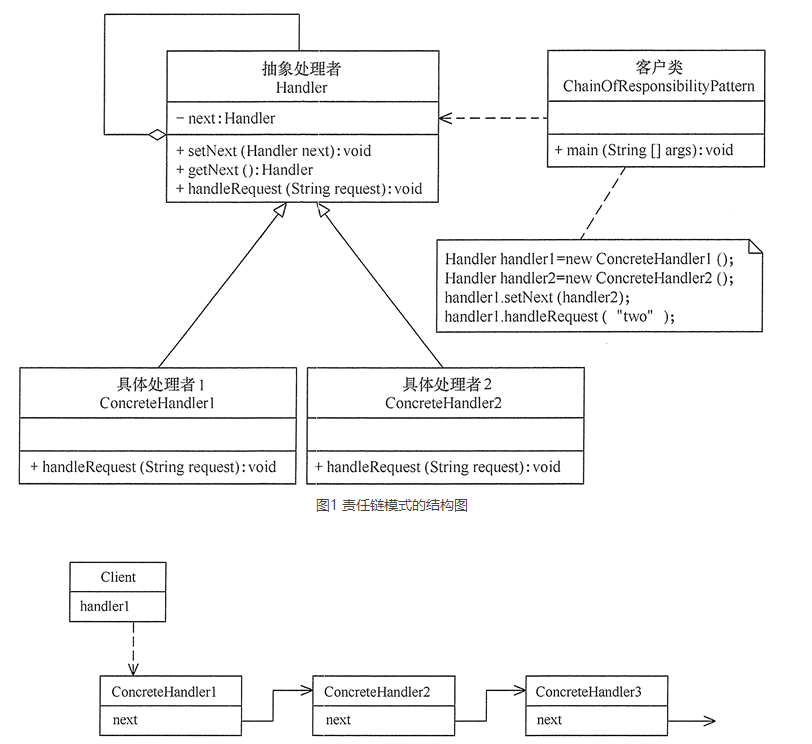 抽象处理者
Handler
- next:Handler
+ setNext (Handler next):void
+ getNext ():Handler
+ handleRequest (String request):void
客户类
ChainOfResponsibilityPattern
+ main (String [] args):void
Handler handler1=new ConcreteHandler1 ();
Handler handler2=new ConcreteHandler2 ();
handler1.setNext (handler2);
handler1.handleRequest ( "two" );
具体处理者1
ConcreteHandler1
+ handleRequest (String request):void
具体处理者2
ConcreteHandler2
+ handleRequest (String request):void
图1 责任链模式的结构图
Client
handler1
ConcreteHandler1
next
ConcreteHandler2
next
ConcreteHandler3
next